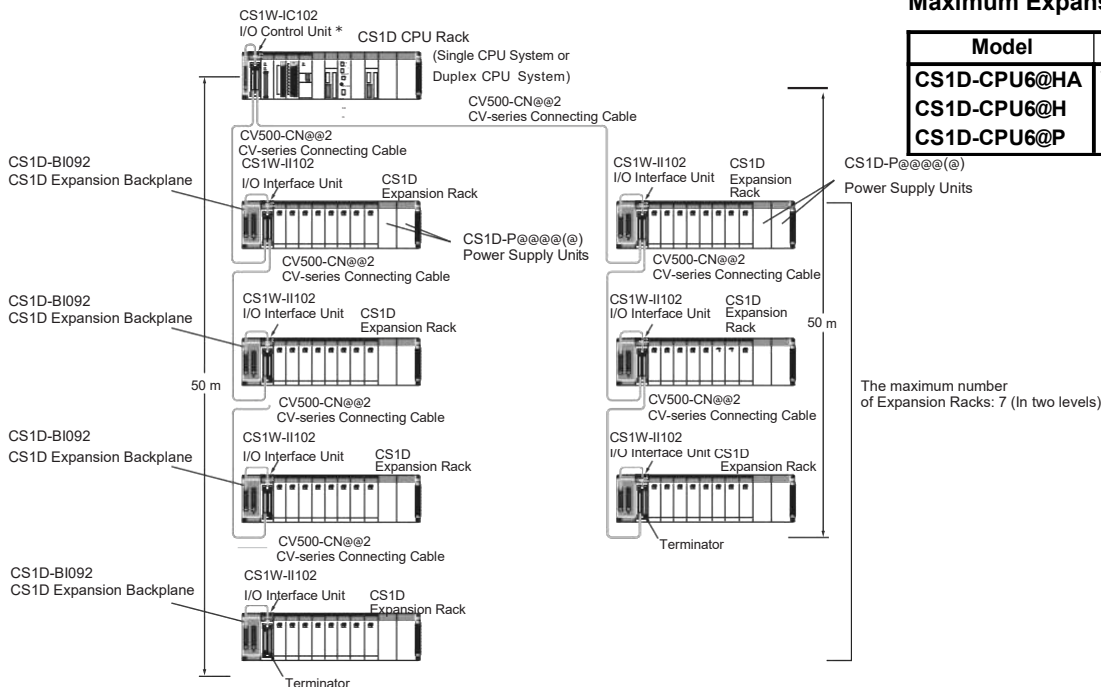 Maximum Expans
Model
CS1D-CPU6@HA
CS1D-CPU6@H
CS1D-CPU6@P
CS1W-IC102
I/O Control Unit *
CS1D CPU Rack
(Single CPU System or
Duplex CPU System)
CV500-CN@@2
CV-series Connecting Cable
CV500-CN@@2
CV-series Connecting Cable
CS1D-BI092
CS1D Expansion Backplane
CS1W-II102
I/O Interface Unit
CS1D
Expansion Rack
CS1D-P@@@@(@)
Power Supply Units
CV500-CN@@2
CV-series Connecting Cable
CS1D-BI092
CS1D Expansion Backplane
CS1W-II102
I/O Interface Unit
CS1D
Expansion Rack
50 m
CV500-CN@@2
CV-series Connecting Cable
CS1D-BI092
CS1D Expansion Backplane
CS1W-II102
I/O Interface Unit
CS1D
Expansion Rack
CV500-CN@@2
CV-series Connecting Cable
CS1D-BI092
CS1D Expansion Backplane
CS1W-II102
I/O Interface Unit
CS1D
Expansion Rack
Terminator
CS1W-II102
I/O Interface Unit
CS1D
Expansion
Rack
CS1D-P@@@@(@)
Power Supply Units
CV500-CN@@2
CV-series Connecting Cable
CS1W-II102
I/O Interface Unit
CS1D
Expansion
Rack
50 m
CV500-CN@@2
CV-series Connecting Cable
CS1W-II102
I/O Interface Unit
CS1D
Expansion Rack
Terminator
The maximum number
of Expansion Racks: 7 (In two levels)